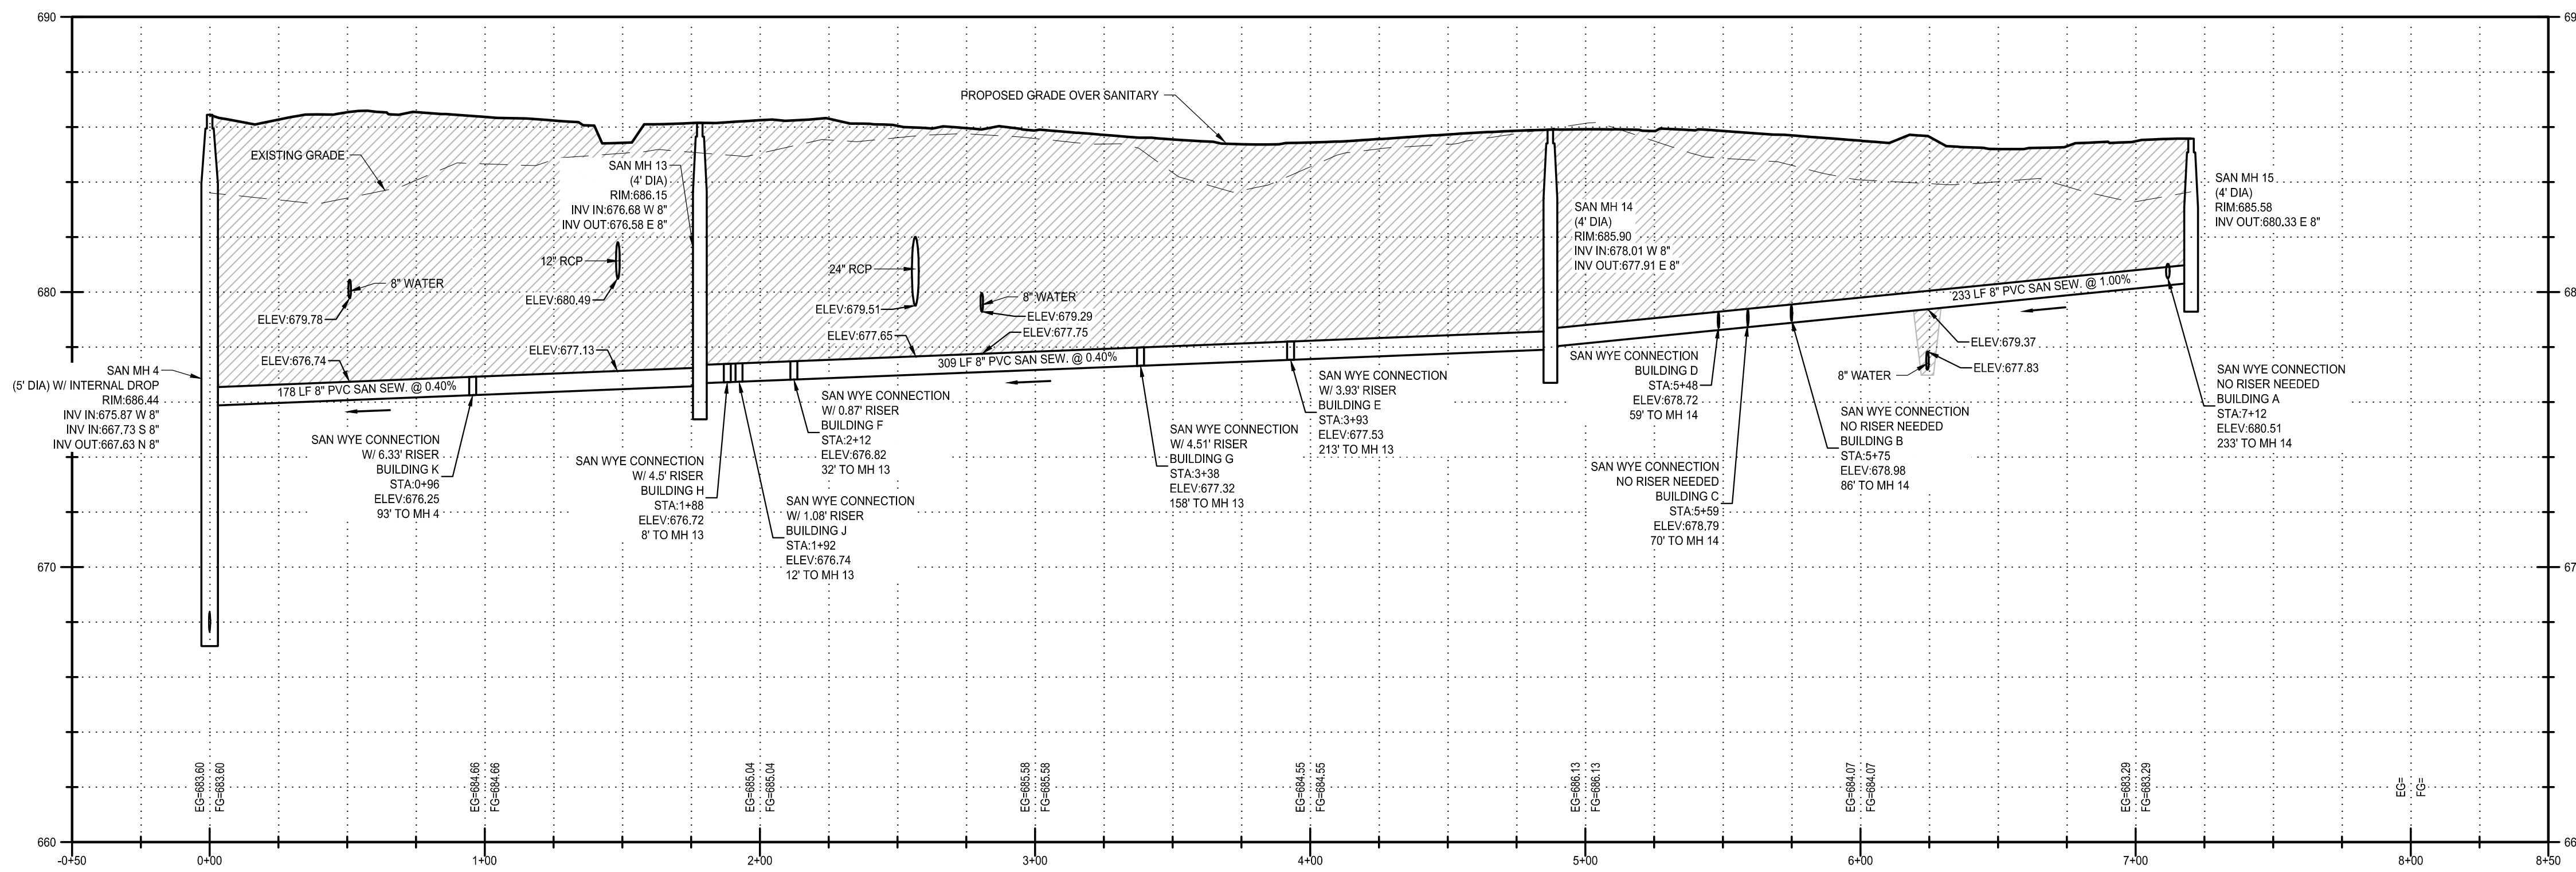 690
69
PROPOSED GRADE OVER SANITARY
EXISTING GRADE
SAN MH 13
(4' DIA)
RIM:686.15
INV IN:676.68 W 8"
INV OUT:676.58 E 8"
SAN MH 14
(4' DIA)
RIM:685.90
INV IN:678.01 W 8"
INV OUT:677.91 E 8"
SAN MH 15
(4' DIA)
RIM:685.58
INV OUT:680.33 E 8"
12" RCP
ELEV:680.49
24" RCP
ELEV:679.51
8" WATER
ELEV:679.78
8" WATER
ELEV:679.29
ELEV:677.75
ELEV:677.65
ELEV:677.13
ELEV:676.74
680
68
178 LF 8" PVC SAN SEW. @ 0.40%
309 LF 8" PVC SAN SEW. @ 0.40%
233 LF 8" PVC SAN SEW. @ 1.00%
ELEV:679.37
ELEV:677.83
8" WATER
SAN MH 4
(5' DIA) W/ INTERNAL DROP
RIM:686.44
INV IN:675.87 W 8"
INV IN:667.73 S 8"
INV OUT:667.63 N 8"
SAN WYE CONNECTION
W/ 6.33' RISER
BUILDING K
STA:0+96
ELEV:676.25
93' TO MH 4
SAN WYE CONNECTION
W/ 4.5' RISER
BUILDING H
STA:1+88
ELEV:676.72
8' TO MH 13
SAN WYE CONNECTION
W/ 1.08' RISER
BUILDING J
STA:1+92
ELEV:676.74
12' TO MH 13
SAN WYE CONNECTION
W/ 0.87' RISER
BUILDING F
STA:2+12
ELEV:676.82
32' TO MH 13
SAN WYE CONNECTION
W/ 4.51' RISER
BUILDING G
STA:3+38
ELEV:677.32
158' TO MH 13
SAN WYE CONNECTION
W/ 3.93' RISER
BUILDING E
STA:3+93
ELEV:677.53
213' TO MH 13
SAN WYE CONNECTION
BUILDING D
STA:5+48
ELEV:678.72
59' TO MH 14
SAN WYE CONNECTION
NO RISER NEEDED
BUILDING C
STA:5+59
ELEV:678.79
70' TO MH 14
SAN WYE CONNECTION
NO RISER NEEDED
BUILDING B
STA:5+75
ELEV:678.98
86' TO MH 14
SAN WYE CONNECTION
NO RISER NEEDED
BUILDING A
STA:7+12
ELEV:680.51
233' TO MH 14
670
67
EG=683.60
FG=683.60
EG=684.66
FG=684.66
EG=685.04
FG=685.04
EG=685.58
FG=685.58
EG=684.55
FG=684.55
EG=686.13
FG=686.13
EG=684.07
FG=684.07
EG=683.29
FG=683.29
EG=
FG=
660
66
-0+50
0+00
1+00
2+00
3+00
4+00
5+00
6+00
7+00
8+00
8+50